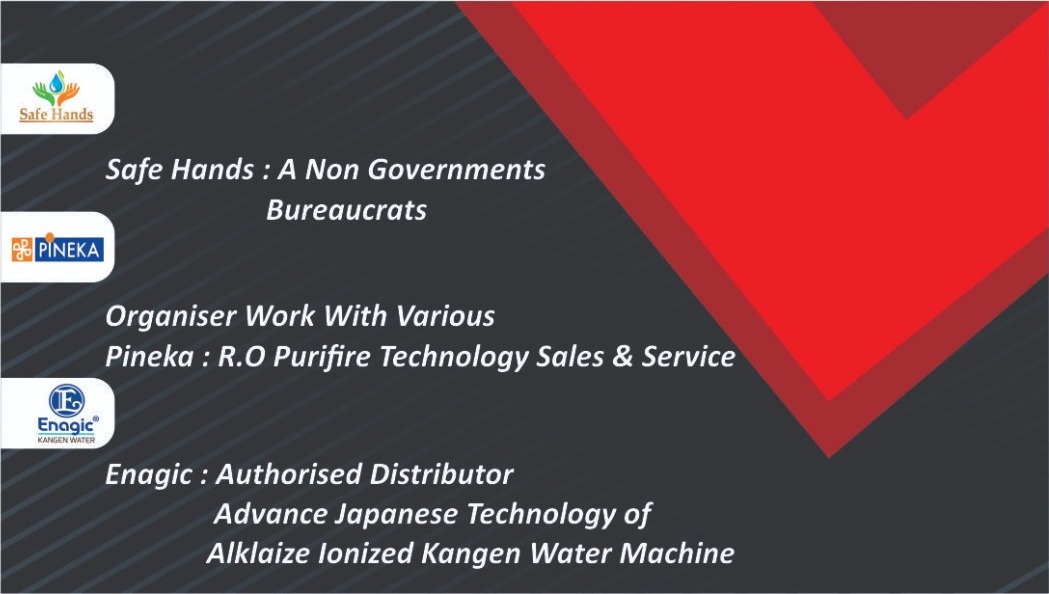 Safe Hands
Safe Hands : A Non Governments
Bureaucrats
PINEKA
Organiser Work With Various
Pineka : R.O Purifire Technology Sales & Service
E
Enagic®
KANGEN WATER
Enagic : Authorised Distributor
Advance Japanese Technology of
Alklaize Ionized Kangen Water Machine